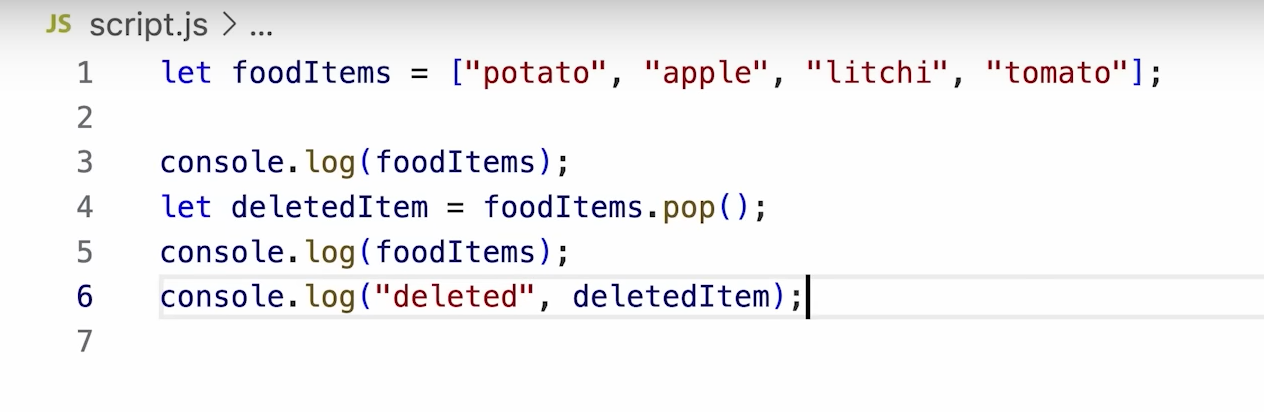 JS script.js > ...
1 let foodItems = ["potato", "apple", "litchi", "tomato"];
2
3 console.log(foodItems);
4 let deletedItem = foodItems.pop();
5 console.log(foodItems);
6 console.log("deleted", deletedItem);
7